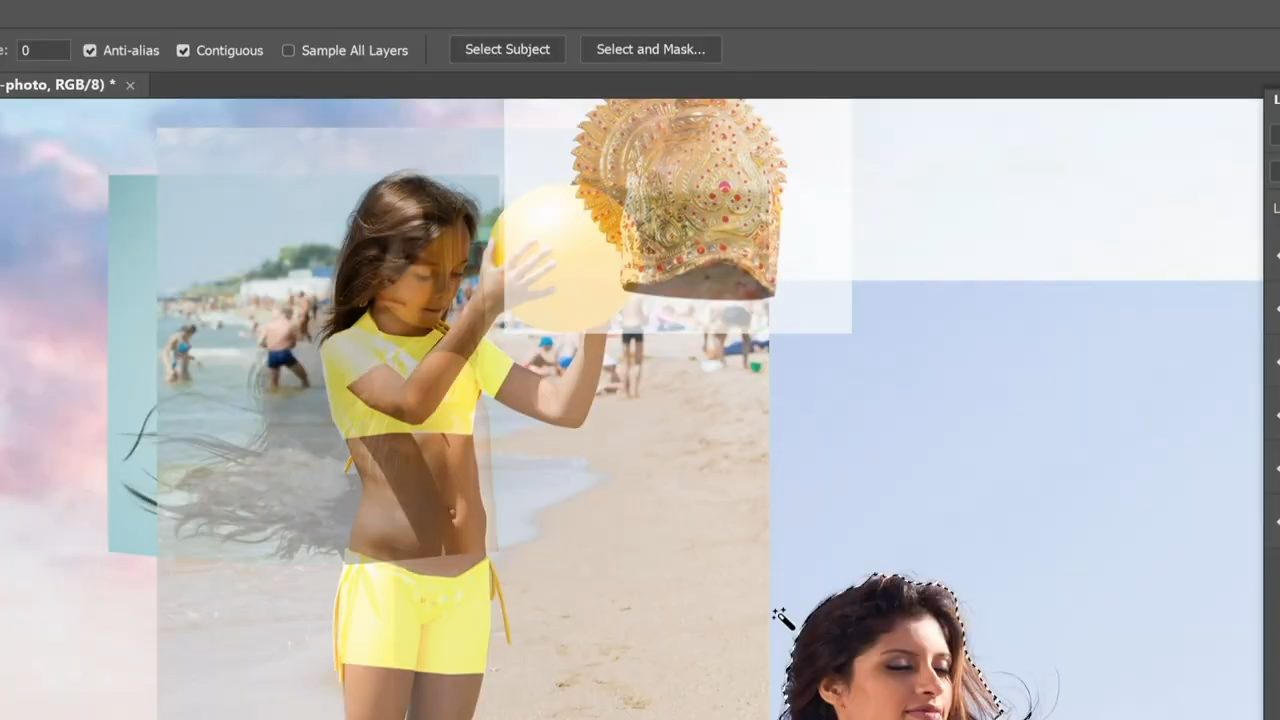 e: 0 Anti-alias Contiguous Sample All Layers Select Subject Select and Mask...
-photo, RGB/8) * ×